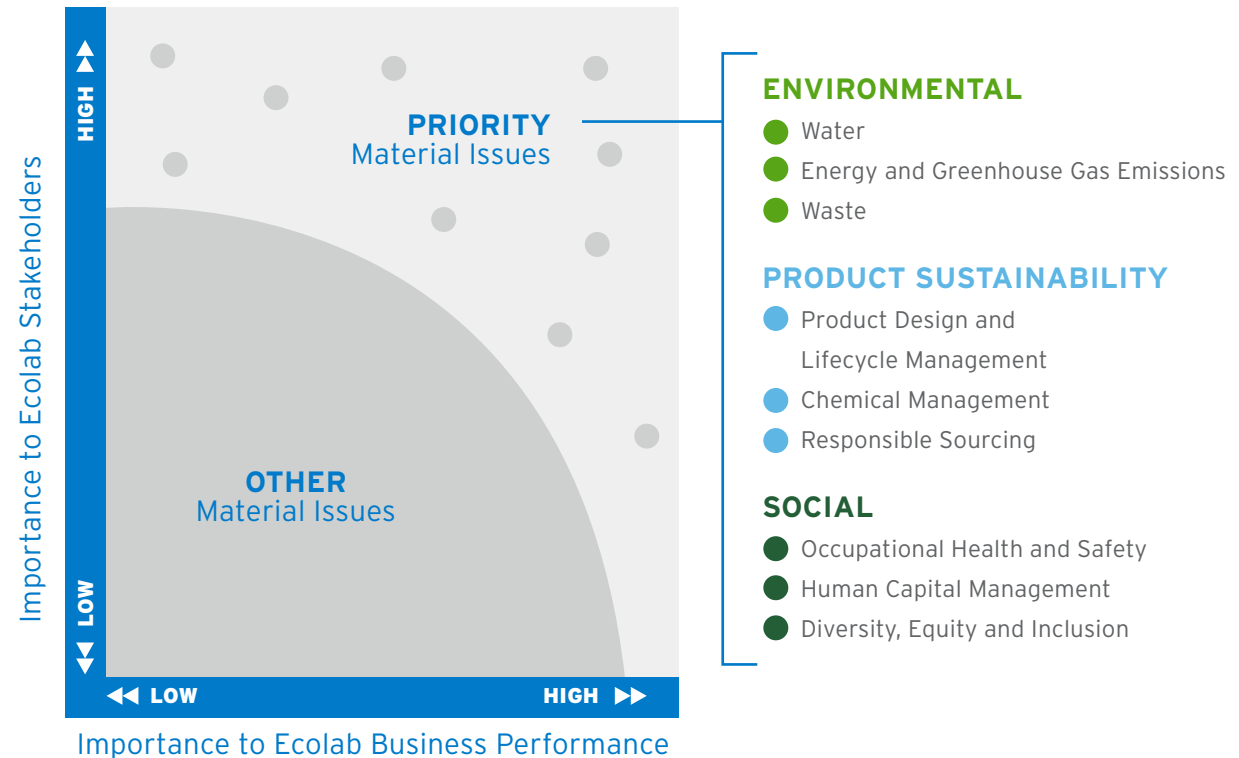 Importance to Ecolab Stakeholders
HIGH
LOW
PRIORITY
Material Issues
OTHER
Material Issues
LOW
HIGH
Importance to Ecolab Business Performance
ENVIRONMENTAL
Water
Energy and Greenhouse Gas Emissions
Waste
PRODUCT SUSTAINABILITY
Product Design and
Lifecycle Management
Chemical Management
Responsible Sourcing
SOCIAL
Occupational Health and Safety
Human Capital Management
Diversity, Equity and Inclusion